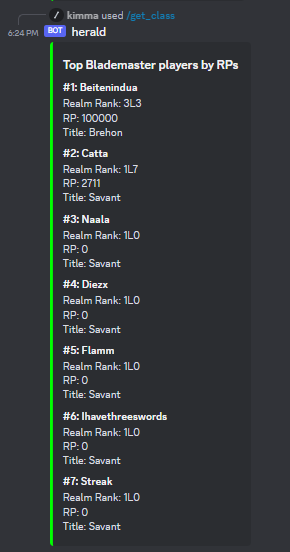 kimma used /get_class
6:24 PM BOT herald
Top Blademaster players by RPs
#1: Beitenindua
Realm Rank: 3L3
RP: 100000
Title: Brehon
#2: Catta
Realm Rank: 1L7
RP: 2711
Title: Savant
#3: Naala
Realm Rank: 1L0
RP: 0
Title: Savant
#4: Diezx
Realm Rank: 1L0
RP: 0
Title: Savant
#5: Flamm
Realm Rank: 1L0
RP: 0
Title: Savant
#6: Ihavethreeswords
Realm Rank: 1L0
RP: 0
Title: Savant
#7: Streak
Realm Rank: 1L0
RP: 0
Title: Savant